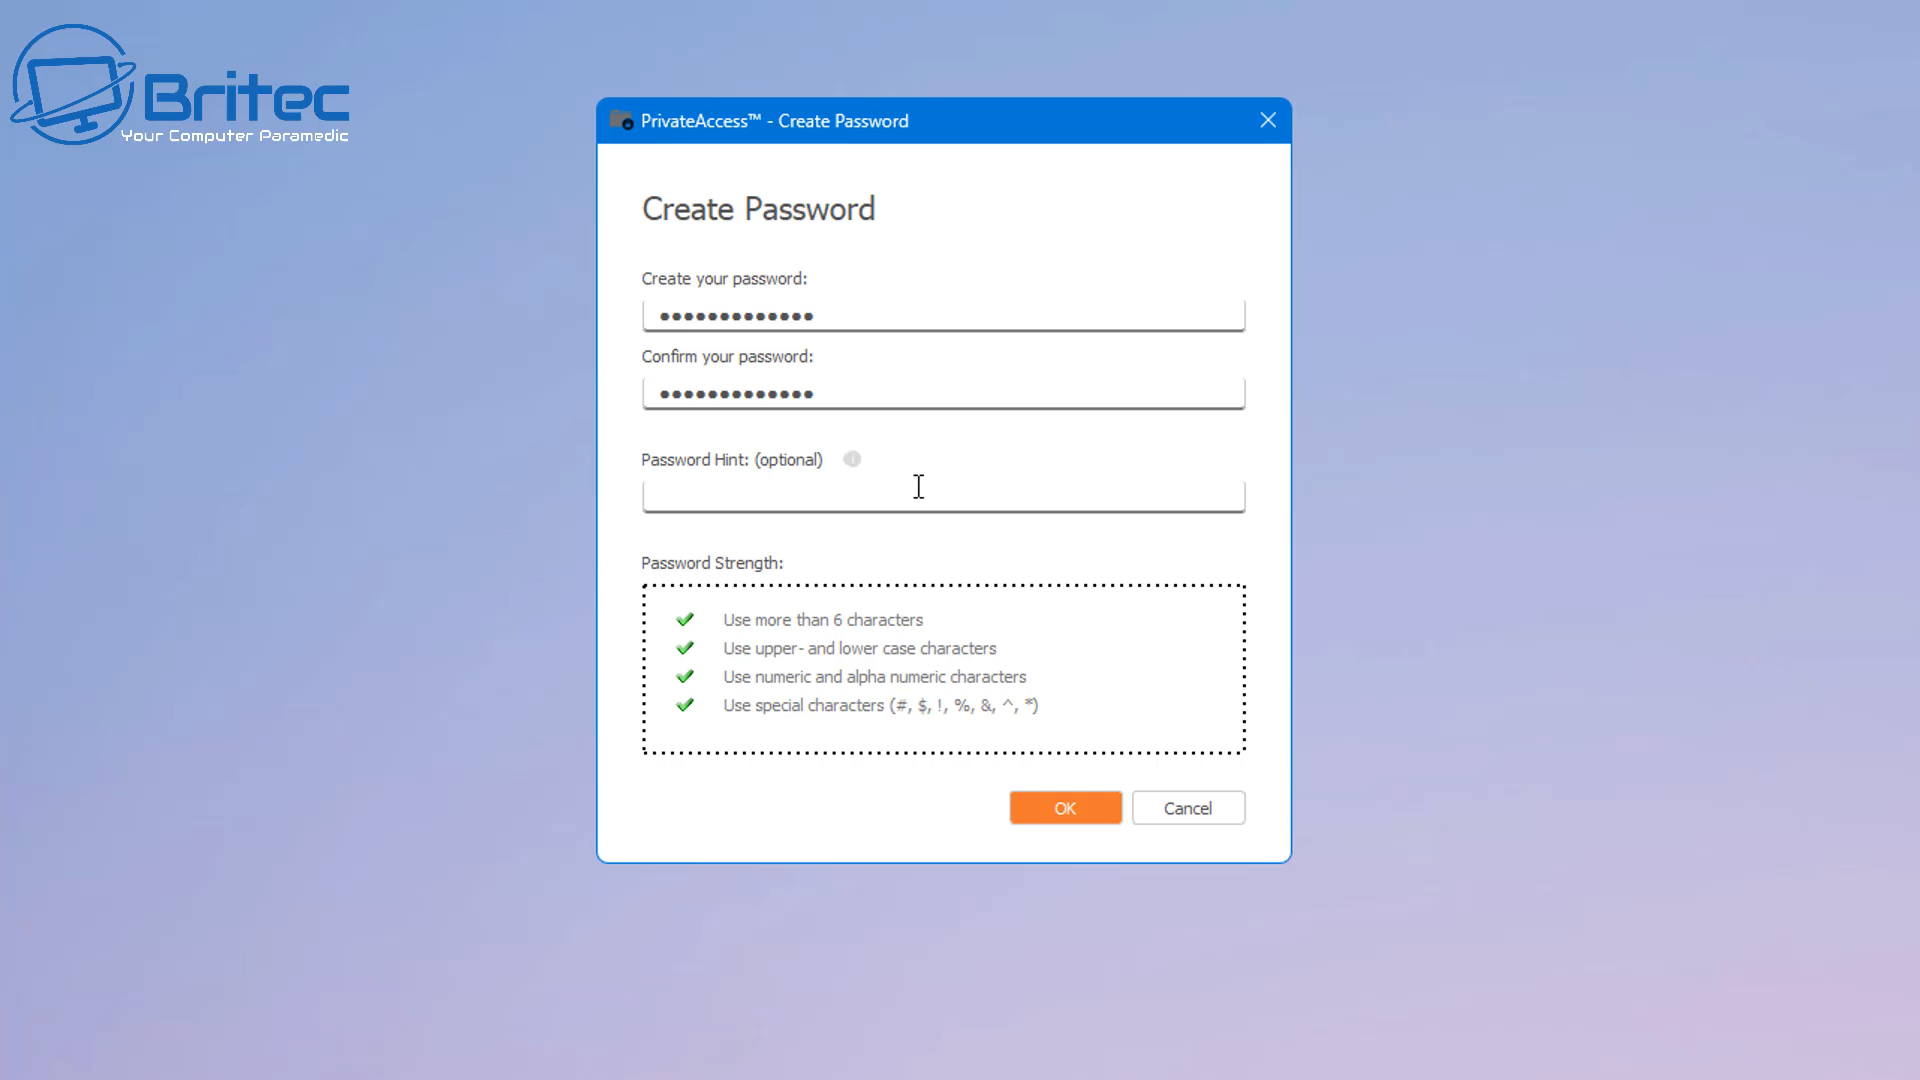 Britec
Your Computer Paramedic
PrivateAccess™ - Create Password
Create Password
Create your password:
●●●●●●●●●●●●●
Confirm your password:
●●●●●●●●●●●●●
Password Hint: (optional)
Password Strength:
Use more than 6 characters
Use upper- and lower case characters
Use numeric and alpha numeric characters
Use special characters (#, $, !, %, &, ^, *)
OK Cancel